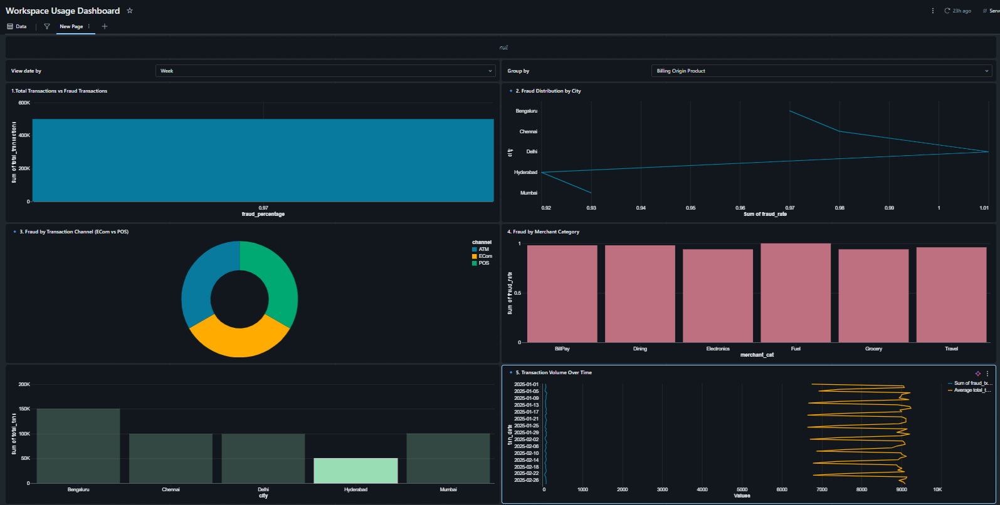 Workspace Usage Dashboard
23h ago
Serv
Data
New Page
null
View date by
Week
Group by
Billing Origin Product
1.Total Transactions vs Fraud Transactions
600K
400K
200K
0
sum of total_transactions
0.97
fraud_percentage
2. Fraud Distribution by City
Bengaluru
Chennai
Delhi
Hyderabad
Mumbai
city
0.92 0.93 0.94 0.95 0.96 0.97 0.98 0.99 1 1.01
Sum of fraud_rate
3. Fraud by Transaction Channel (ECom vs POS)
channel
ATM
ECom
POS
4. Fraud by Merchant Category
1
0.5
0
sum of fraud_rate
BillPay Dining Electronics Fuel Grocery Travel
merchant_cat
200K
150K
100K
50K
0
sum of total_txns
Bengaluru Chennai Delhi Hyderabad Mumbai
city
5. Transaction Volume Over Time
Sum of fraud_tx...
Average total_t...
2025-01-01
2025-01-05
2025-01-09
2025-01-13
2025-01-17
2025-01-21
2025-01-25
2025-01-29
2025-02-02
2025-02-06
2025-02-10
2025-02-14
2025-02-18
2025-02-22
2025-02-26
txn_date
0 1000 2000 3000 4000 5000 6000 7000 8000 9000 10K
Values